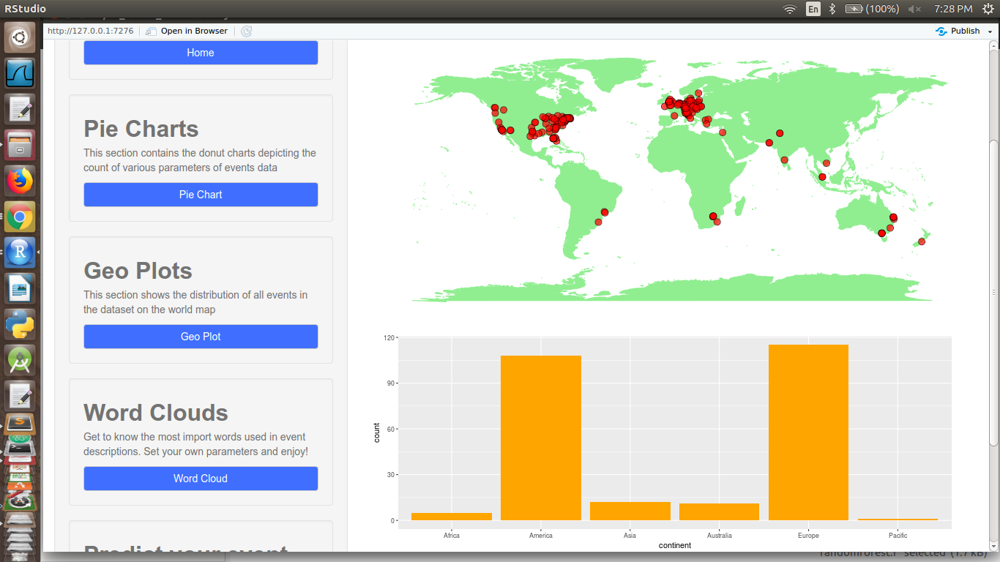 RStudio
En
(100%)
7:28 PM
http://127.0.0.1:7276
Open in Browser
Publish
Home
Pie Charts
This section contains the donut charts depicting the
count of various parameters of events data
Pie Chart
Geo Plots
This section shows the distribution of all events in
the dataset on the world map
Geo Plot
Word Clouds
Get to know the most import words used in event
descriptions. Set your own parameters and enjoy!
Word Cloud
Predict your event
120
90
60
30
0
count
Africa
America
Asia
Australia
Europe
Pacific
continent
selected (1.7 kB)